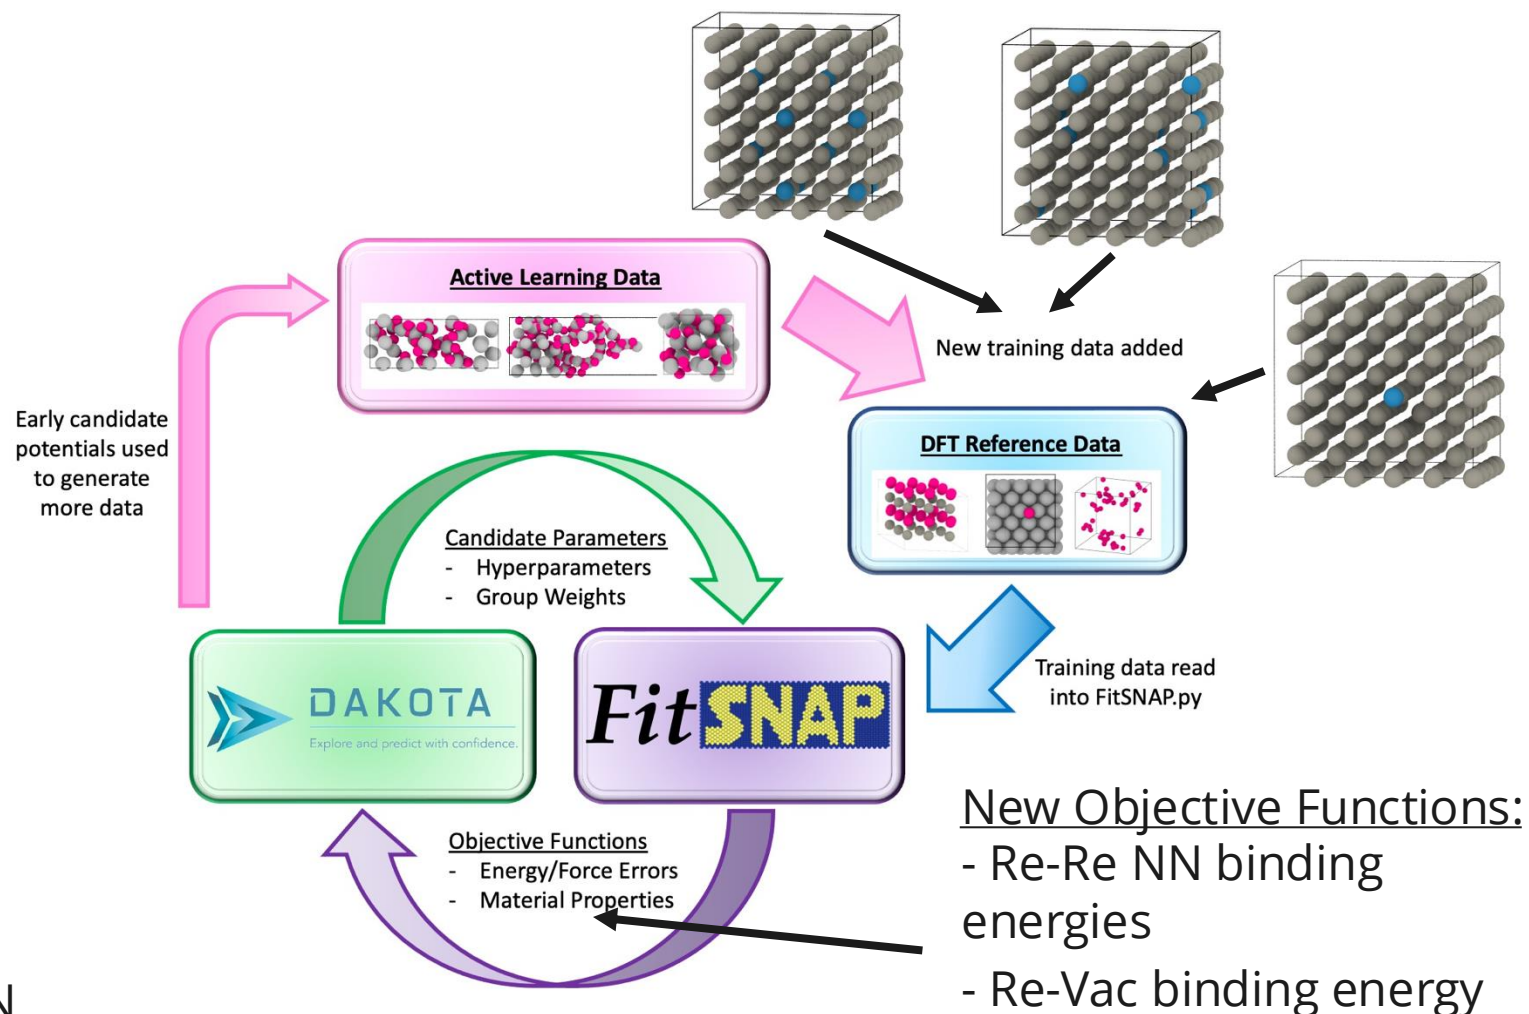 Active Learning Data
New training data added
Early candidate
potentials used
to generate
more data
DFT Reference Data
Candidate Parameters
- Hyperparameters
- Group Weights
DAKOTA
Explore and predict with confidence.
FitSNAP
Training data read
into FitSNAP.py
Objective Functions
- Energy/Force Errors
- Material Properties
New Objective Functions:
- Re-Re NN binding
energies
- Re-Vac binding energy
N